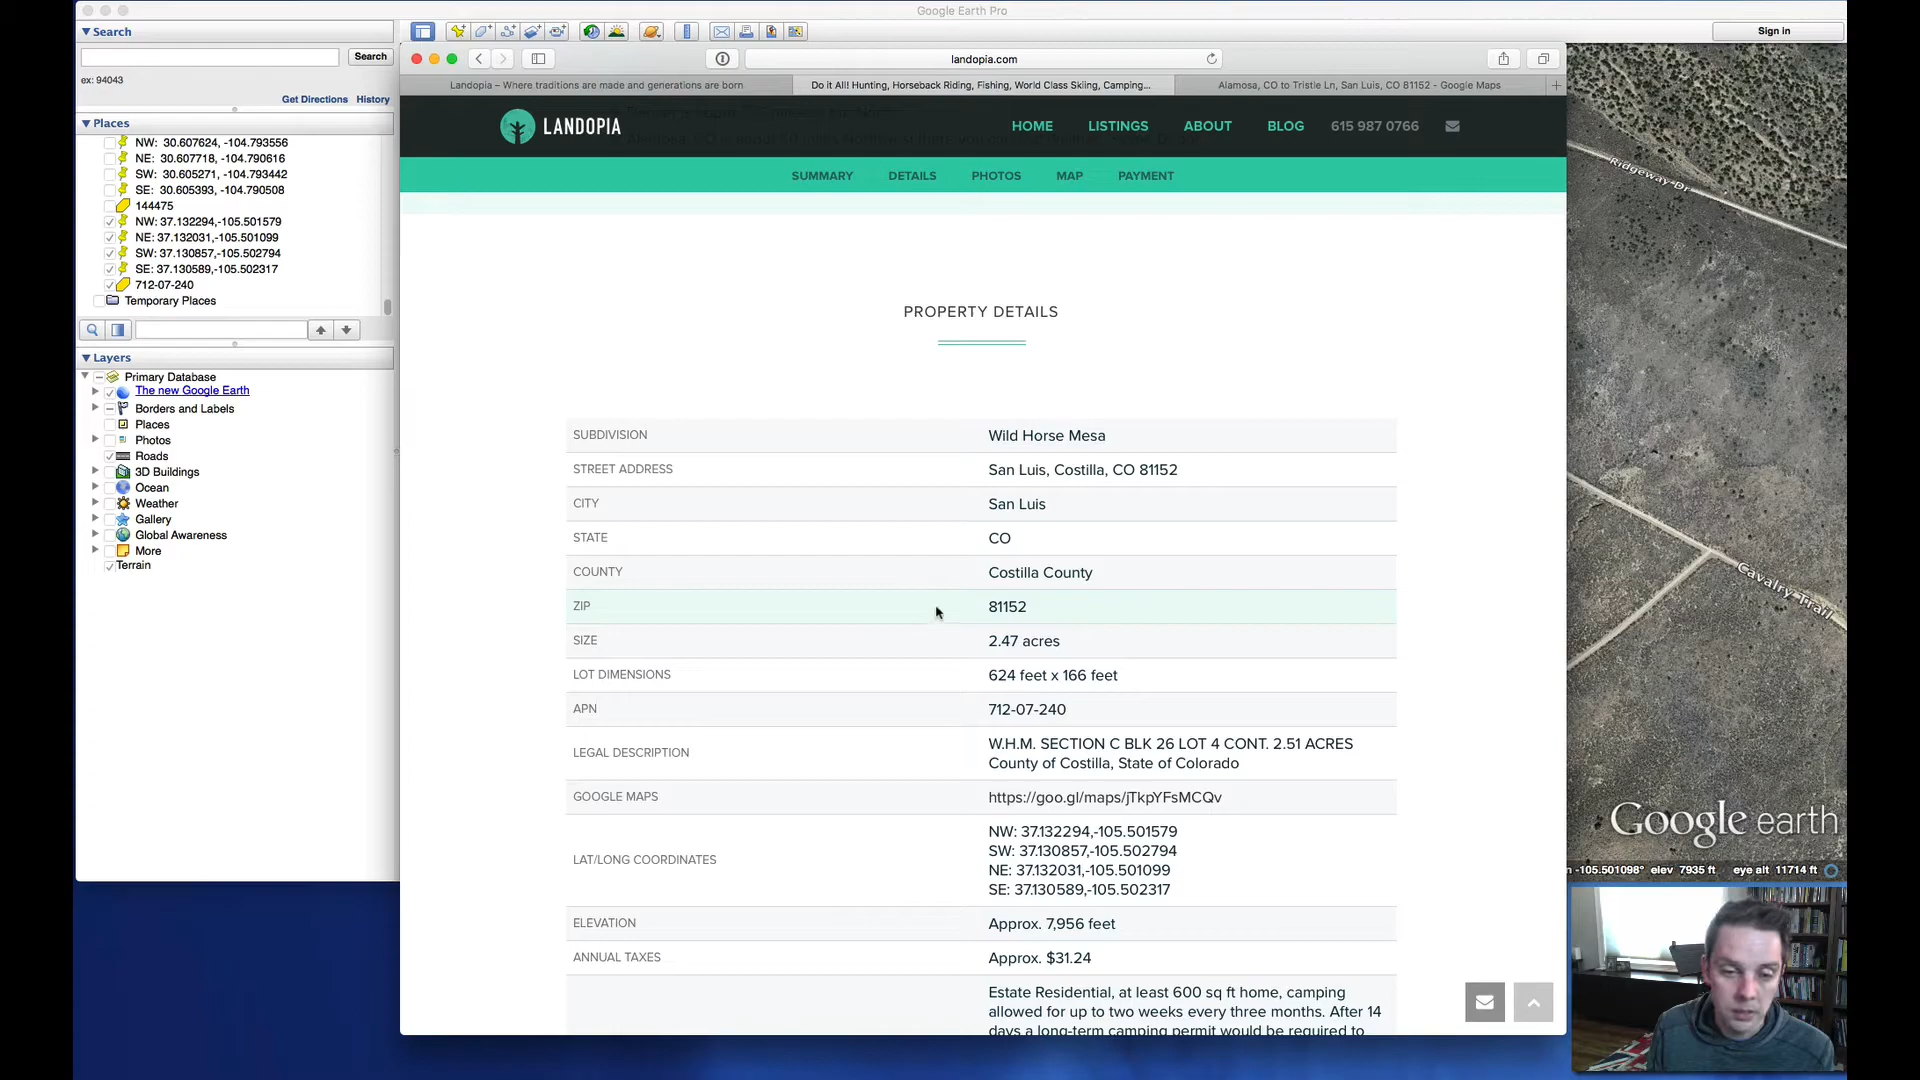 Google Earth Pro
Search
Search
ex: 94043
Get Directions
History
Places
NW: 30.607624, -104.793556
NE: 30.607718, -104.790616
SW: 30.605271, -104.793442
SE: 30.605393, -104.790508
144475
NW: 37.132294,-105.501579
NE: 37.132031,-105.501099
SW: 37.130857,-105.502794
SE: 37.130589,-105.502317
712-07-240
Temporary Places
Layers
Primary Database
The new Google Earth
Borders and Labels
Places
Photos
Roads
3D Buildings
Ocean
Weather
Gallery
Global Awareness
More
Terrain
Sign in
landopia.com
Landopia – Where traditions are made and generations are born
Do it All! Hunting, Horseback Riding, Fishing, World Class Skiing, Camping...
Alamosa, CO to Tristle Ln, San Luis, CO 81152 - Google Maps
LANDOPIA
HOME LISTINGS ABOUT BLOG 615 987 0766
SUMMARY DETAILS PHOTOS MAP PAYMENT
PROPERTY DETAILS
SUBDIVISION Wild Horse Mesa
STREET ADDRESS San Luis, Costilla, CO 81152
CITY San Luis
STATE CO
COUNTY Costilla County
ZIP 81152
SIZE 2.47 acres
LOT DIMENSIONS 624 feet x 166 feet
APN 712-07-240
LEGAL DESCRIPTION W.H.M. SECTION C BLK 26 LOT 4 CONT. 2.51 ACRES
County of Costilla, State of Colorado
GOOGLE MAPS https://goo.gl/maps/jTkpYFsMCQv
LAT/LONG COORDINATES NW: 37.132294,-105.501579
SW: 37.130857,-105.502794
NE: 37.132031,-105.501099
SE: 37.130589,-105.502317
ELEVATION Approx. 7,956 feet
ANNUAL TAXES Approx. $31.24
Estate Residential, at least 600 sq ft home, camping
allowed for up to two weeks every three months. After 14
days a long-term camping permit would be required to
Ridgeway Dr
Cavalry Trail
Google earth
-105.501098° elev 7935 ft eye alt 11714 ft